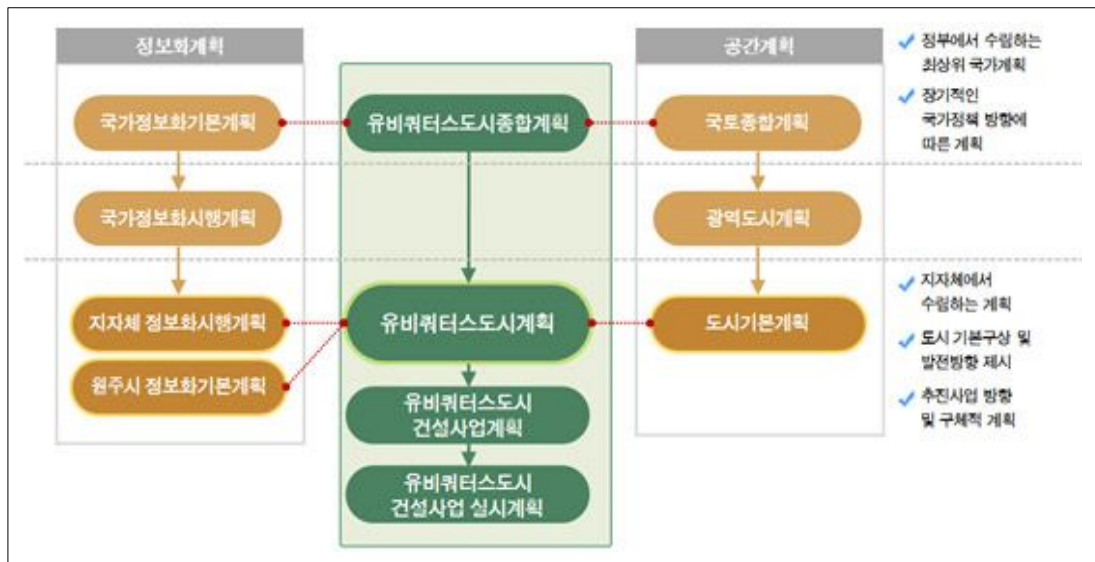 정보화계획
공간계획
✓ 정부에서 수립하는
최상위 국가계획
✓ 장기적인
국가정책 방향에
따른 계획
국가정보화기본계획
유비쿼터스도시종합계획
국토종합계획
국가정보화시행계획
광역도시계획
지자체 정보화시행계획
유비쿼터스도시계획
도시기본계획
원주시 정보화기본계획
✓ 지자체에서
수립하는 계획
✓ 도시 기본구상 및
발전방향 제시
✓ 추진사업 방향
및 구체적 계획
유비쿼터스도시
건설사업계획
유비쿼터스도시
건설사업 실시계획